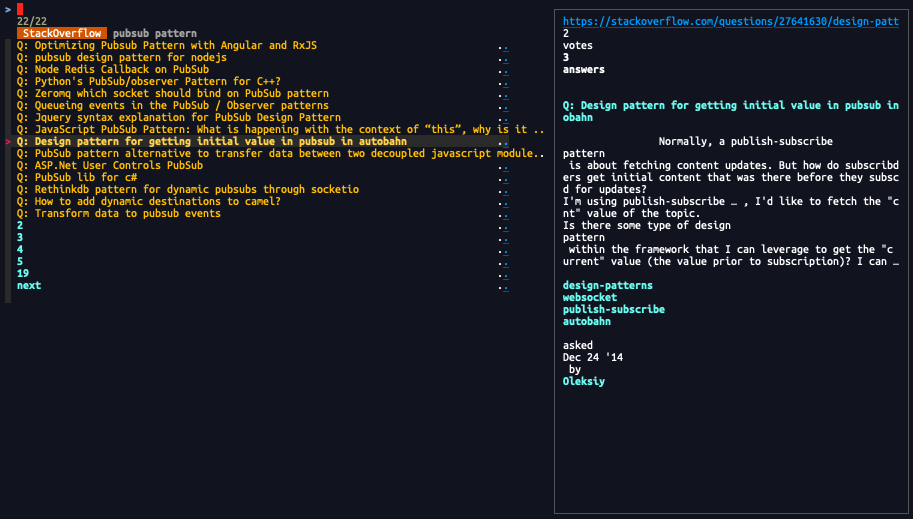 >
22/22
StackOverflow pubsub pattern
Q: Optimizing Pubsub Pattern with Angular and RxJS ..
Q: pubsub design pattern for nodejs ..
Q: Node Redis Callback on PubSub ..
Q: Python's PubSub/observer Pattern for C++? ..
Q: Zeromq which socket should bind on PubSub pattern ..
Q: Queueing events in the PubSub / Observer patterns ..
Q: Jquery syntax explanation for PubSub Design Pattern ..
Q: JavaScript PubSub Pattern: What is happening with the context of “this”, why is it ..
> Q: Design pattern for getting initial value in pubsub in autobahn ..
Q: PubSub pattern alternative to transfer data between two decoupled javascript module..
Q: ASP.Net User Controls PubSub ..
Q: PubSub lib for c# ..
Q: Rethinkdb pattern for dynamic pubsubs through socketio ..
Q: How to add dynamic destinations to camel? ..
Q: Transform data to pubsub events ..
2 ..
3 ..
4 ..
5 ..
19 ..
next ..
https://stackoverflow.com/questions/27641630/design-patt
2
votes
3
answers
Q: Design pattern for getting initial value in pubsub in
obahn
Normally, a publish-subscribe
pattern
is about fetching content updates. But how do subscribd
ers get initial content that was there before they subsc
d for updates?
I'm using publish-subscribe … , I'd like to fetch the "c
nt" value of the topic.
Is there some type of design
pattern
within the framework that I can leverage to get the "c
urrent" value (the value prior to subscription)? I can …
design-patterns
websocket
publish-subscribe
autobahn
asked
Dec 24 '14
by
Oleksiy